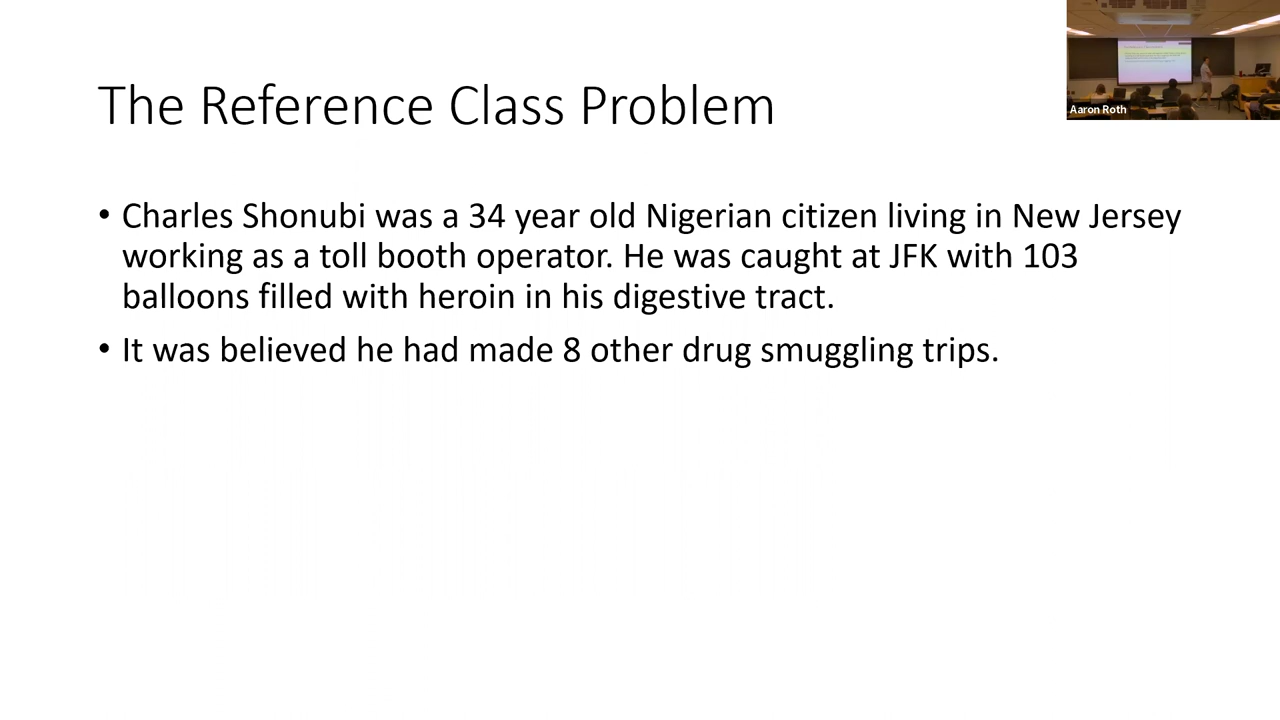 Aaron Roth
The Reference Class Problem
• Charles Shonubi was a 34 year old Nigerian citizen living in New Jersey
working as a toll booth operator. He was caught at JFK with 103
balloons filled with heroin in his digestive tract.
• It was believed he had made 8 other drug smuggling trips.